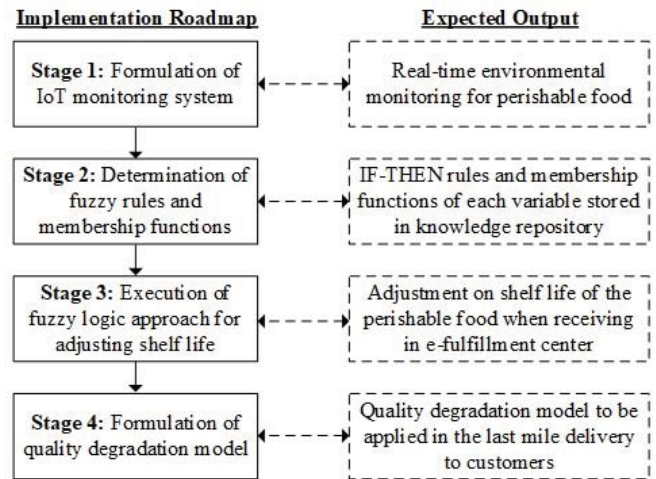 Implementation Roadmap
Expected Output
Stage 1: Formulation of
IoT monitoring system
Real-time environmental
monitoring for perishable food
Stage 2: Determination of
fuzzy rules and
membership functions
IF-THEN rules and membership
functions of each variable stored
in knowledge repository
Stage 3: Execution of
fuzzy logic approach for
adjusting shelf life
Adjustment on shelf life of the
perishable food when receiving
in e-fulfillment center
Stage 4: Formulation of
quality degradation model
Quality degradation model to be
applied in the last mile delivery
to customers